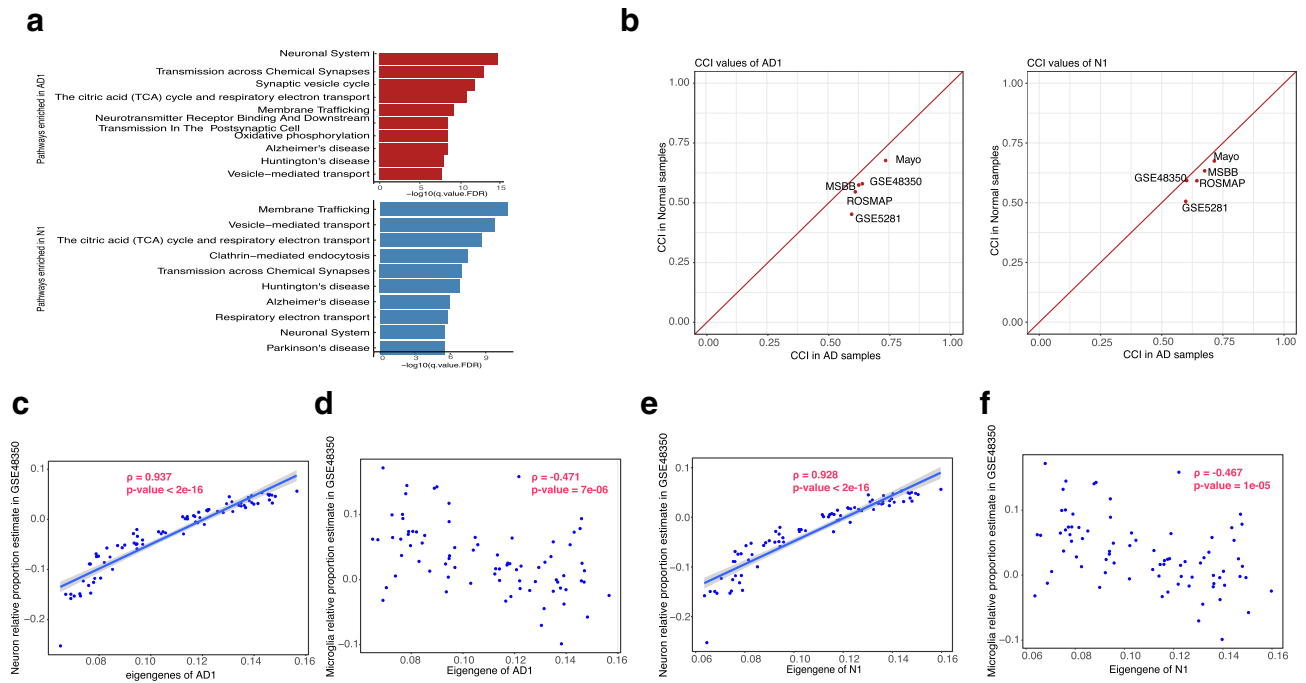 a
Pathways enriched in AD1
Neuronal System
Transmission across Chemical Synapses
Synaptic vesicle cycle
The citric acid (TCA) cycle and respiratory electron transport
Membrane Trafficking
Neurotransmitter Receptor Binding And Downstream
Transmission In The Postsynaptic Cell
Oxidative phosphorylation
Alzheimer's disease
Huntington's disease
Vesicle−mediated transport
0 5 10 15
−log10(q.value.FDR)
Pathways enriched in N1
Membrane Trafficking
Vesicle−mediated transport
The citric acid (TCA) cycle and respiratory electron transport
Clathrin−mediated endocytosis
Transmission across Chemical Synapses
Huntington's disease
Alzheimer's disease
Respiratory electron transport
Neuronal System
Parkinson's disease
0 3 6 9
−log10(q.value.FDR)
b
CCI values of AD1
CCI in Normal samples
1.00
0.75
0.50
0.25
0.00
Mayo
GSE48350
MSBB
ROSMAP
GSE5281
0.00 0.25 0.50 0.75 1.00
CCI in AD samples
CCI values of N1
CCI in Normal samples
1.00
0.75
0.50
0.25
0.00
Mayo
MSBB
GSE48350
ROSMAP
GSE5281
0.00 0.25 0.50 0.75 1.00
CCI in AD samples
c
Neuron relative proportion estimate in GSE48350
0.1
0.0
−0.1
−0.2
ρ = 0.937
p-value < 2e-16
0.08 0.10 0.12 0.14 0.16
eigengenes of AD1
d
Microglia relative proportion estimate in GSE48350
0.1
0.0
−0.1
ρ = -0.471
p-value = 7e-06
0.08 0.10 0.12 0.14 0.16
Eigengene of AD1
e
Neuron relative proportion estimate in GSE48350
0.1
0.0
−0.1
−0.2
ρ = 0.928
p-value < 2e-16
0.06 0.08 0.10 0.12 0.14 0.16
Eigengene of N1
f
Microglia relative proportion estimate in GSE48350
0.1
0.0
−0.1
ρ = -0.467
p-value = 1e-05
0.06 0.08 0.10 0.12 0.14 0.16
Eigengene of N1